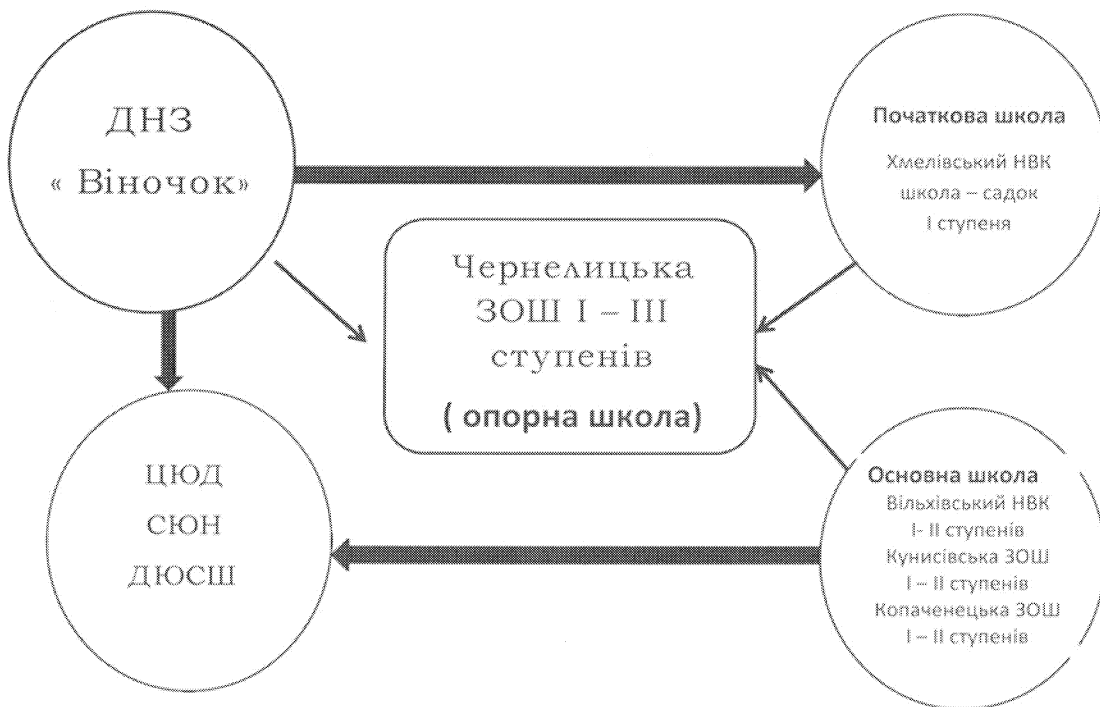 ДНЗ
« Віночок»
Початкова школа
Хмелівський НВК
школа – садок
І ступеня
Чернелицька
ЗОШ І – ІІІ
ступенів
( опорна школа)
ЦЮД
СЮН
ДЮСШ
Основна школа
Вільхівський НВК
І- ІІ ступенів
Кунисівська ЗОШ
І – ІІ ступенів
Копаченецька ЗОШ
І – ІІ ступенів